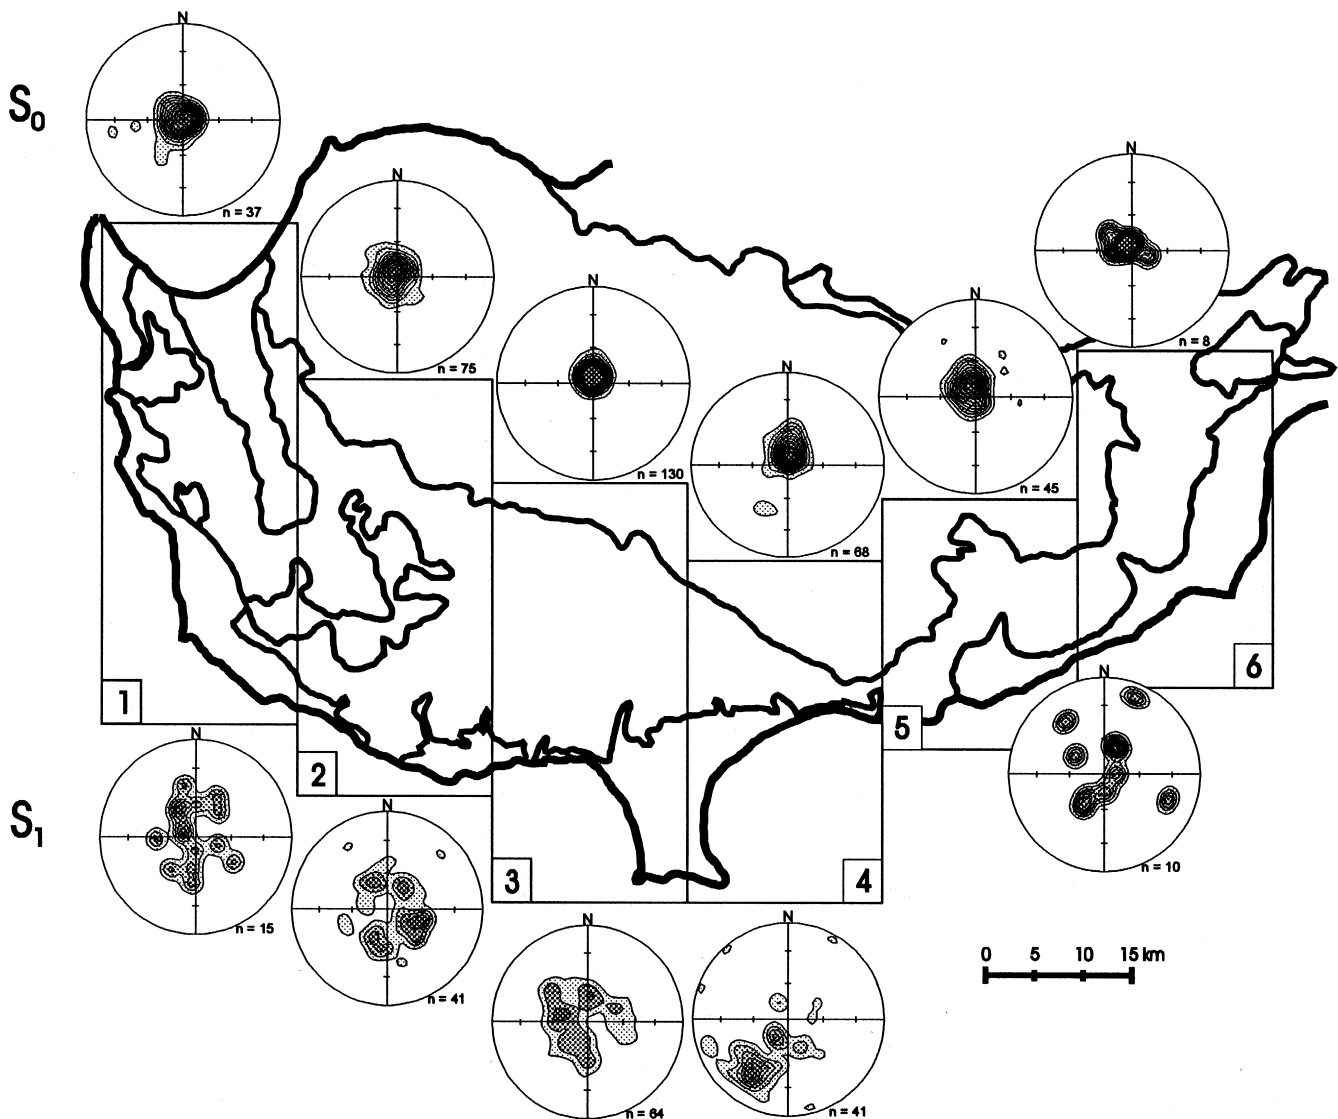 N
S0
n = 37
N
N
n = 8
n = 75
N
N
n = 130
N
n = 45
n = 68
6
1
N
5
2
N
N
S1
n = 10
3
4
n = 15
N
N
0 5 10 15 km
n = 41
n = 64
n = 41